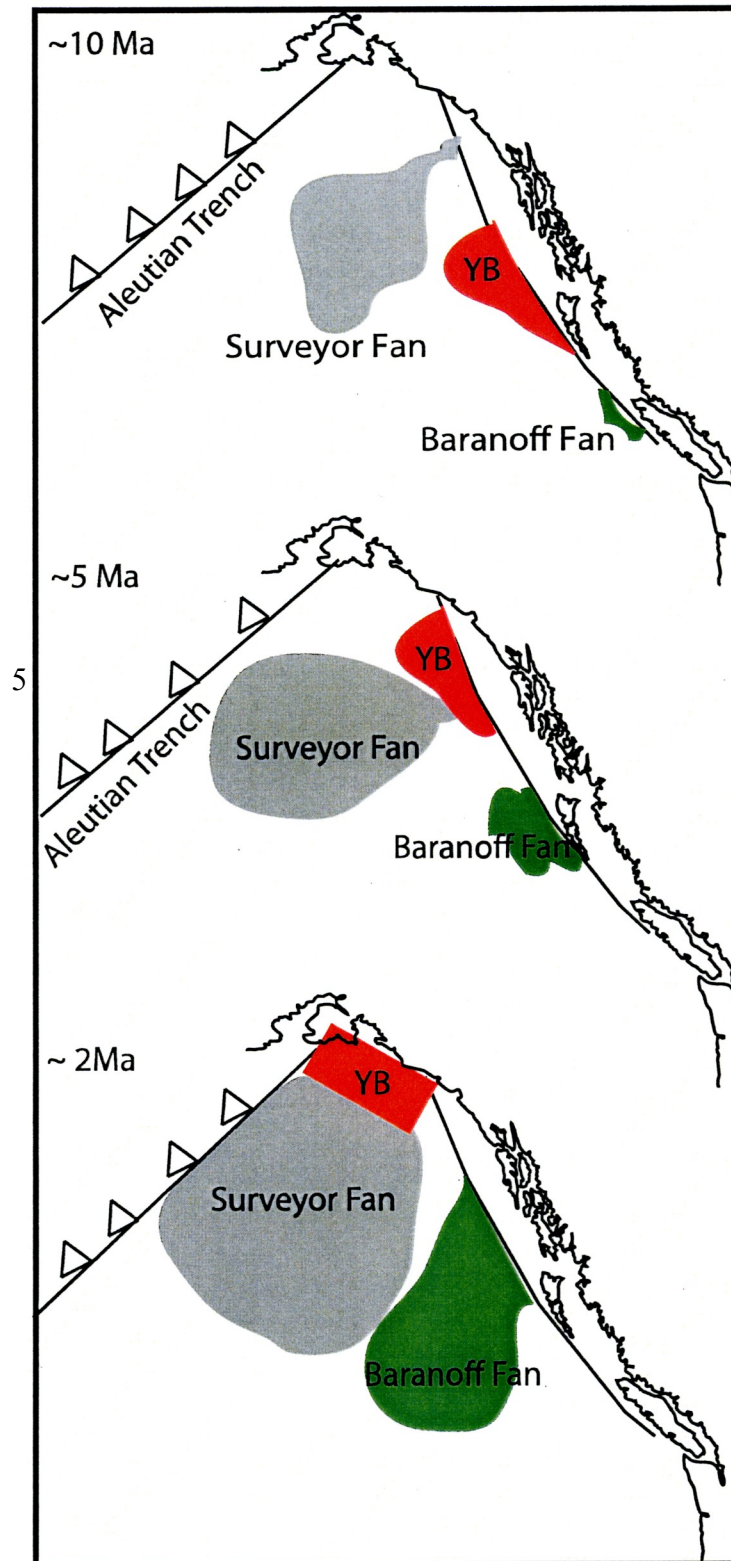 ~10 Ma
Aleutian Trench
YB
Surveyor Fan
Baranoff Fan
~5 Ma
5
YB
Surveyor Fan
Aleutian Trench
Baranoff Fan
~ 2Ma
YB
Surveyor Fan
Baranoff Fan